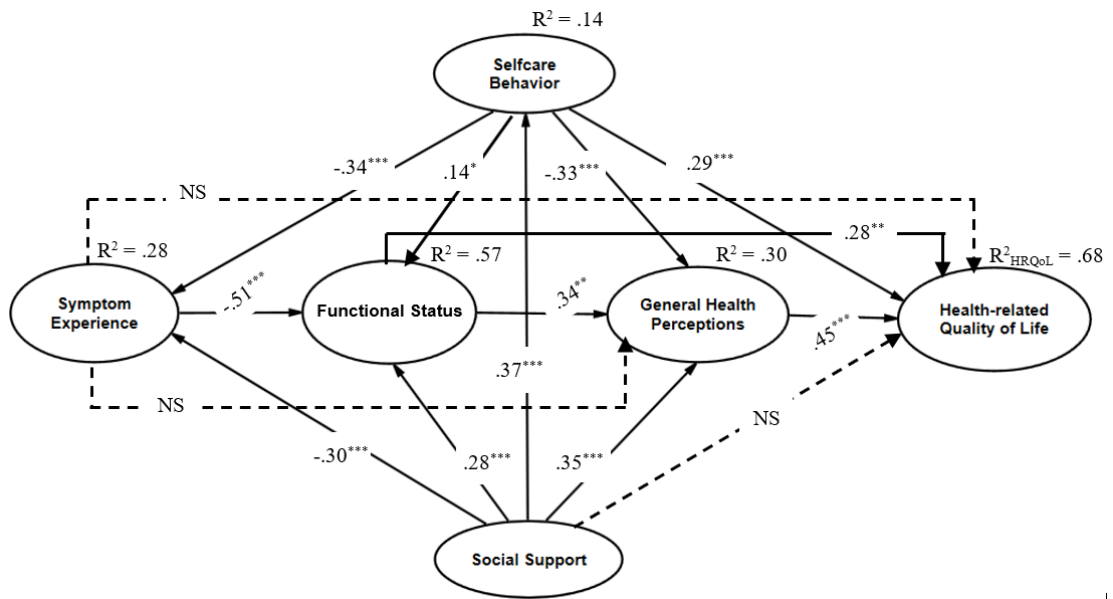 R² = .14
Selfcare
Behavior
-.34***
.14*
-.33***
.29***
NS
.28**
R² = .28
R² = .57
R² = .30
R²HRQoL = .68
Symptom
Experience
-.51***
Functional Status
.34**
General Health
Perceptions
.45***
Health-related
Quality of Life
.37***
NS
NS
-.30***
.28***
.35***
Social Support